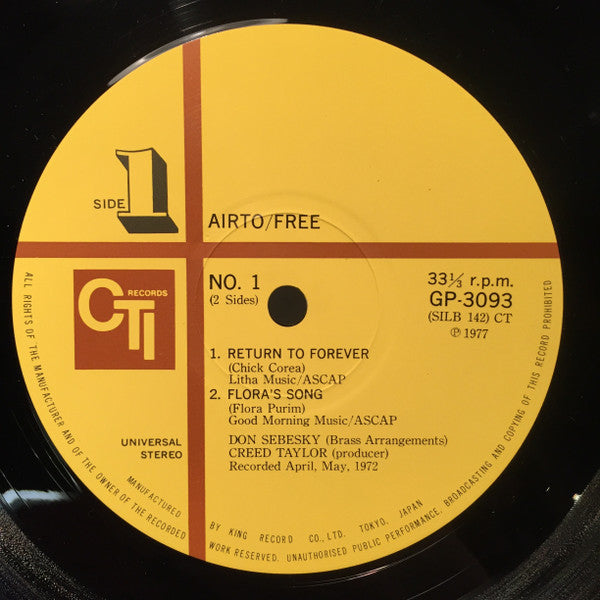 SIDE 1
AIRTO/FREE
CTI RECORDS
NO. 1
(2 Sides)
33⅓ r.p.m.
GP-3093
(SILB 142) CT
℗ 1977
1. RETURN TO FOREVER
(Chick Corea)
Litha Music/ASCAP
2. FLORA'S SONG
(Flora Purim)
Good Morning Music/ASCAP
DON SEBESKY (Brass Arrangements)
CREED TAYLOR (producer)
Recorded April, May, 1972
UNIVERSAL
STEREO
MANUFACTURED BY KING RECORD CO., LTD. TOKYO, JAPAN
ALL RIGHTS OF THE MANUFACTURER AND OF THE OWNER OF THE RECORDED WORK RESERVED. UNAUTHORISED PUBLIC PERFORMANCE, BROADCASTING AND COPYING OF THIS RECORD PROHIBITED